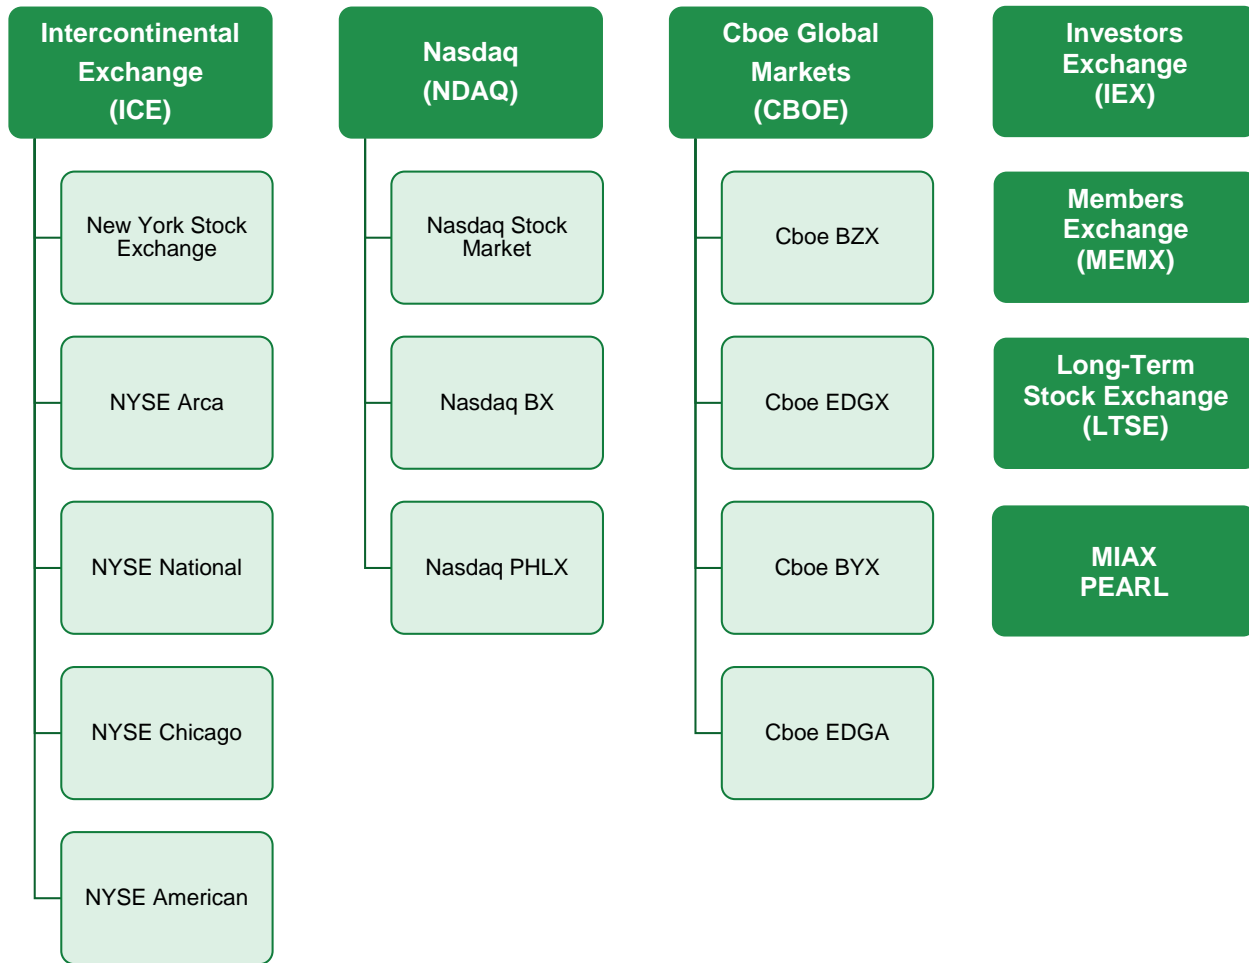 Intercontinental
Exchange
(ICE)
New York Stock
Exchange
NYSE Arca
NYSE National
NYSE Chicago
NYSE American
Nasdaq
(NDAQ)
Nasdaq Stock
Market
Nasdaq BX
Nasdaq PHLX
Cboe Global
Markets
(CBOE)
Cboe BZX
Cboe EDGX
Cboe BYX
Cboe EDGA
Investors
Exchange
(IEX)
Members
Exchange
(MEMX)
Long-Term
Stock Exchange
(LTSE)
MIAX
PEARL